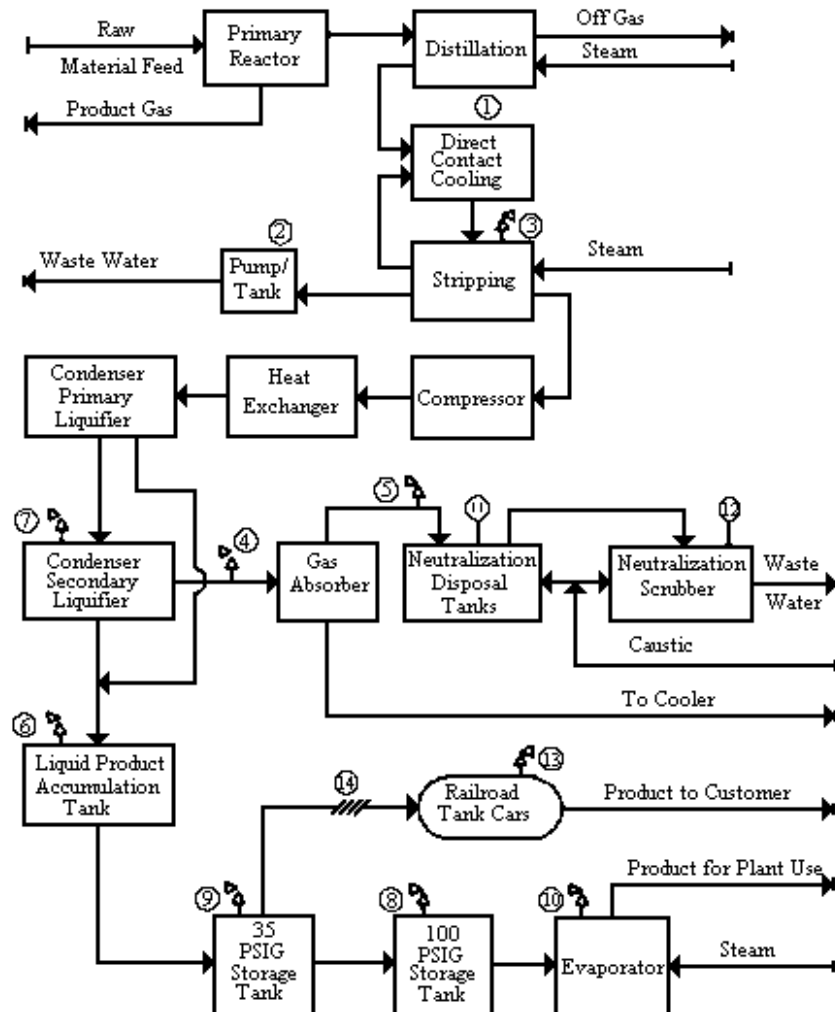 Raw
Material Feed
Primary
Reactor
Distillation
Off Gas
Steam
Product Gas
1
Direct
Contact
Cooling
2
3
Waste Water
Pump/
Tank
Stripping
Steam
Condenser
Primary
Liquifier
Heat
Exchanger
Compressor
7
4
5
11
12
Condenser
Secondary
Liquifier
Gas
Absorber
Neutralization
Disposal
Tanks
Neutralization
Scrubber
Waste
Water
Caustic
To Cooler
6
Liquid Product
Accumulation
Tank
14
13
Railroad
Tank Cars
Product to Customer
Product for Plant Use
9
8
10
35
PSIG
Storage
Tank
100
PSIG
Storage
Tank
Evaporator
Steam